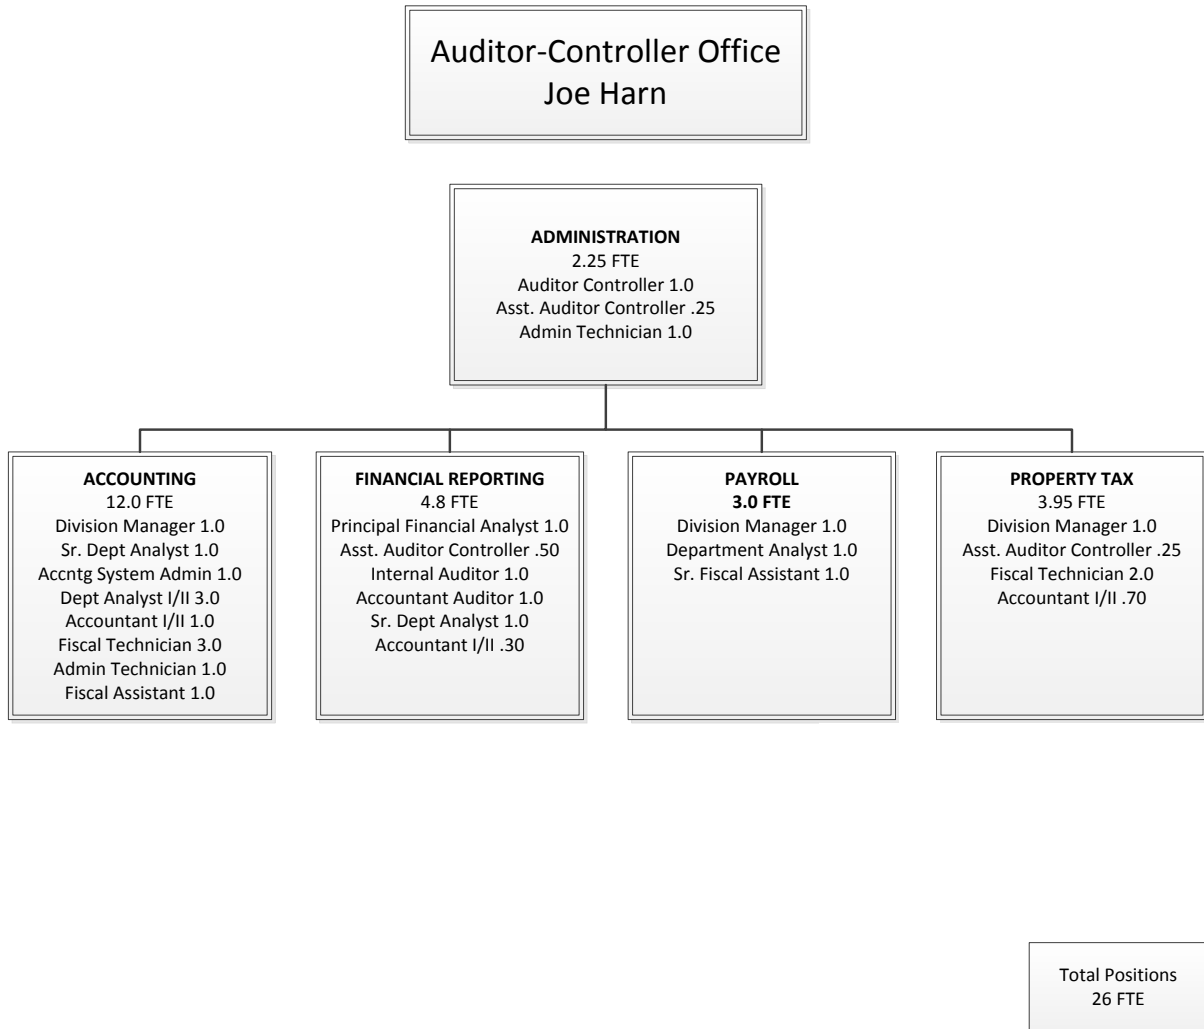 Auditor-Controller Office
Joe Harn
ADMINISTRATION
2.25 FTE
Auditor Controller 1.0
Asst. Auditor Controller .25
Admin Technician 1.0
ACCOUNTING
12.0 FTE
Division Manager 1.0
Sr. Dept Analyst 1.0
Accntg System Admin 1.0
Dept Analyst I/II 3.0
Accountant I/II 1.0
Fiscal Technician 3.0
Admin Technician 1.0
Fiscal Assistant 1.0
FINANCIAL REPORTING
4.8 FTE
Principal Financial Analyst 1.0
Asst. Auditor Controller .50
Internal Auditor 1.0
Accountant Auditor 1.0
Sr. Dept Analyst 1.0
Accountant I/II .30
PAYROLL
3.0 FTE
Division Manager 1.0
Department Analyst 1.0
Sr. Fiscal Assistant 1.0
PROPERTY TAX
3.95 FTE
Division Manager 1.0
Asst. Auditor Controller .25
Fiscal Technician 2.0
Accountant I/II .70
Total Positions
26 FTE